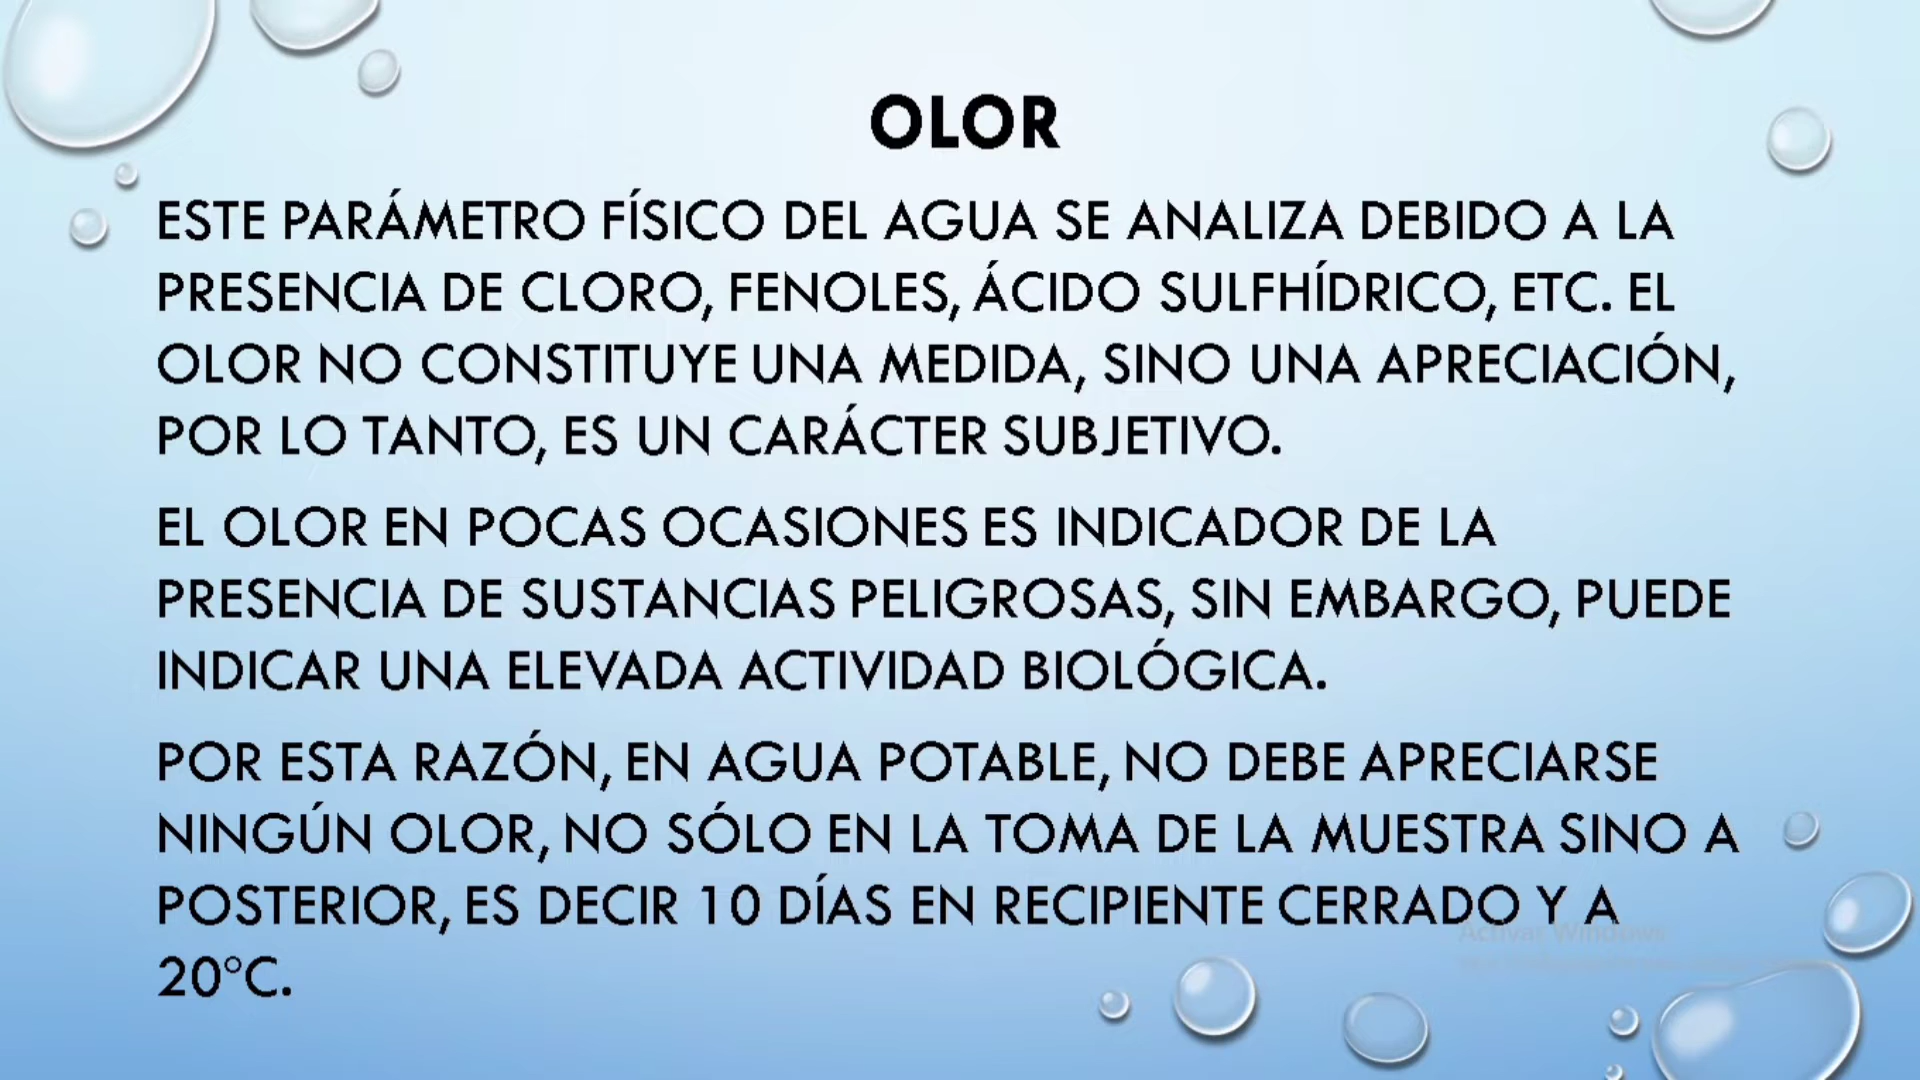 OLOR
ESTE PARÁMETRO FÍSICO DEL AGUA SE ANALIZA DEBIDO A LA
PRESENCIA DE CLORO, FENOLES, ÁCIDO SULFHÍDRICO, ETC. EL
OLOR NO CONSTITUYE UNA MEDIDA, SINO UNA APRECIACIÓN,
POR LO TANTO, ES UN CARÁCTER SUBJETIVO.
EL OLOR EN POCAS OCASIONES ES INDICADOR DE LA
PRESENCIA DE SUSTANCIAS PELIGROSAS, SIN EMBARGO, PUEDE
INDICAR UNA ELEVADA ACTIVIDAD BIOLÓGICA.
POR ESTA RAZÓN, EN AGUA POTABLE, NO DEBE APRECIARSE
NINGÚN OLOR, NO SÓLO EN LA TOMA DE LA MUESTRA SINO A
POSTERIOR, ES DECIR 10 DÍAS EN RECIPIENTE CERRADO Y A
20°C.
Activar Windows